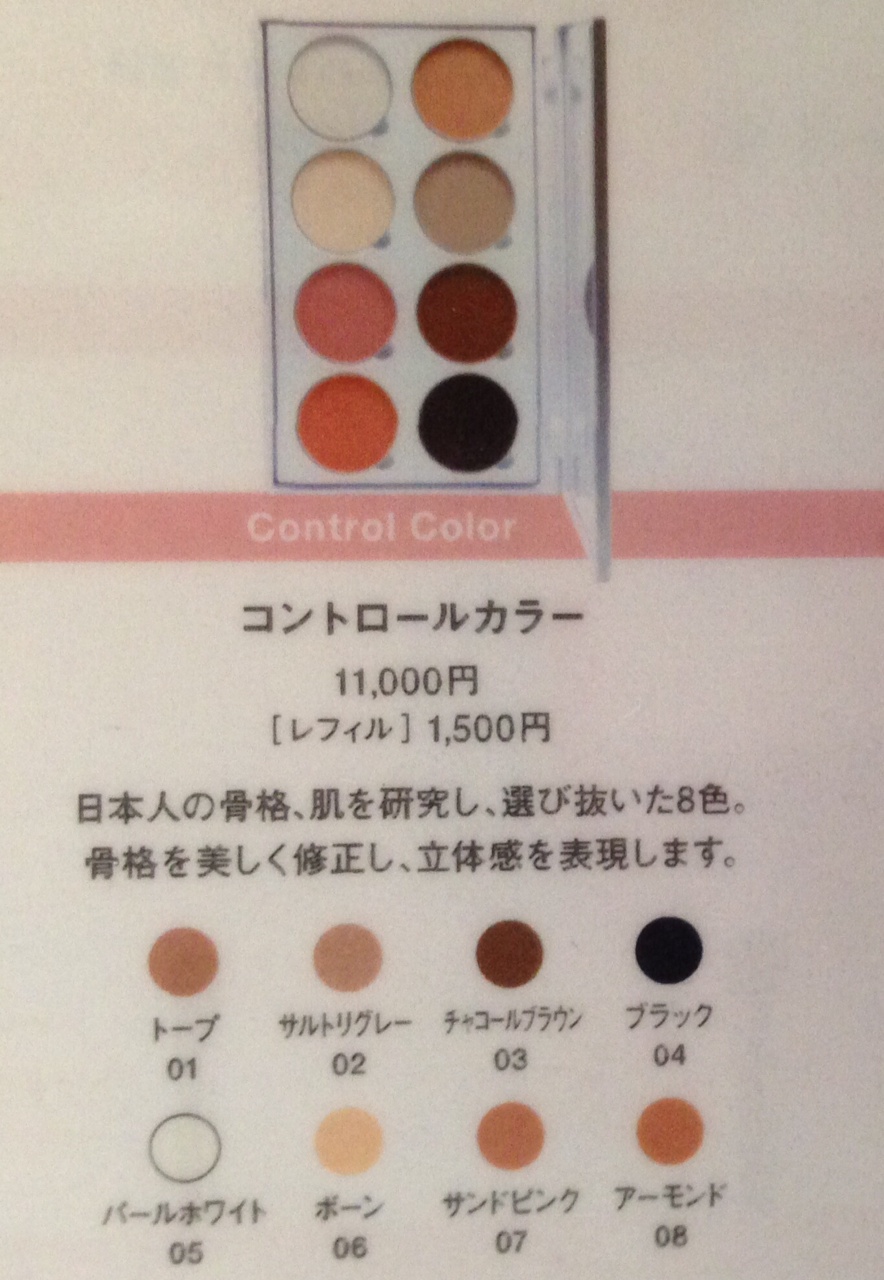 Control Color
コントロールカラー
11,000円
[レフィル] 1,500円
日本人の骨格、肌を研究し、選び抜いた8色。
骨格を美しく修正し、立体感を表現します。
トープ サルトリグレー チャコールブラウン ブラック
01 02 03 04
パールホワイト ボーン サンドピンク アーモンド
05 06 07 08